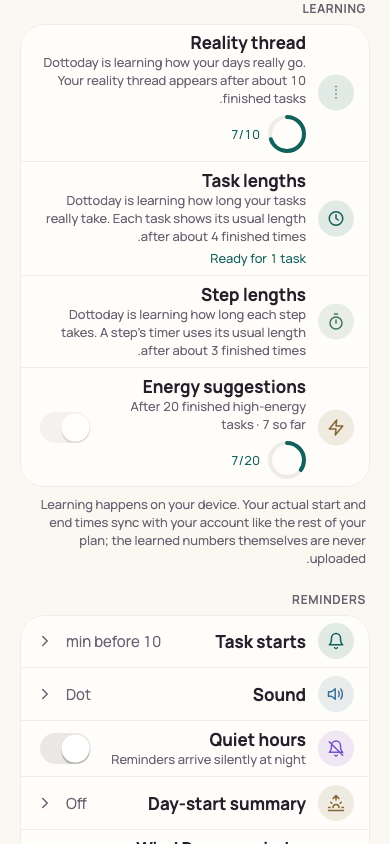 LEARNING
Reality thread
Dottoday is learning how your days really go.
Your reality thread appears after about 10
.finished tasks
7/10
Task lengths
Dottoday is learning how long your tasks
really take. Each task shows its usual length
.after about 4 finished times
Ready for 1 task
Step lengths
Dottoday is learning how long each step
takes. A step's timer uses its usual length
.after about 3 finished times
Energy suggestions
After 20 finished high-energy
tasks · 7 so far
7/20
Learning happens on your device. Your actual start and
end times sync with your account like the rest of your
plan; the learned numbers themselves are never
.uploaded
REMINDERS
Task starts
min before 10
Sound
Dot
Quiet hours
Reminders arrive silently at night
Day-start summary
Off